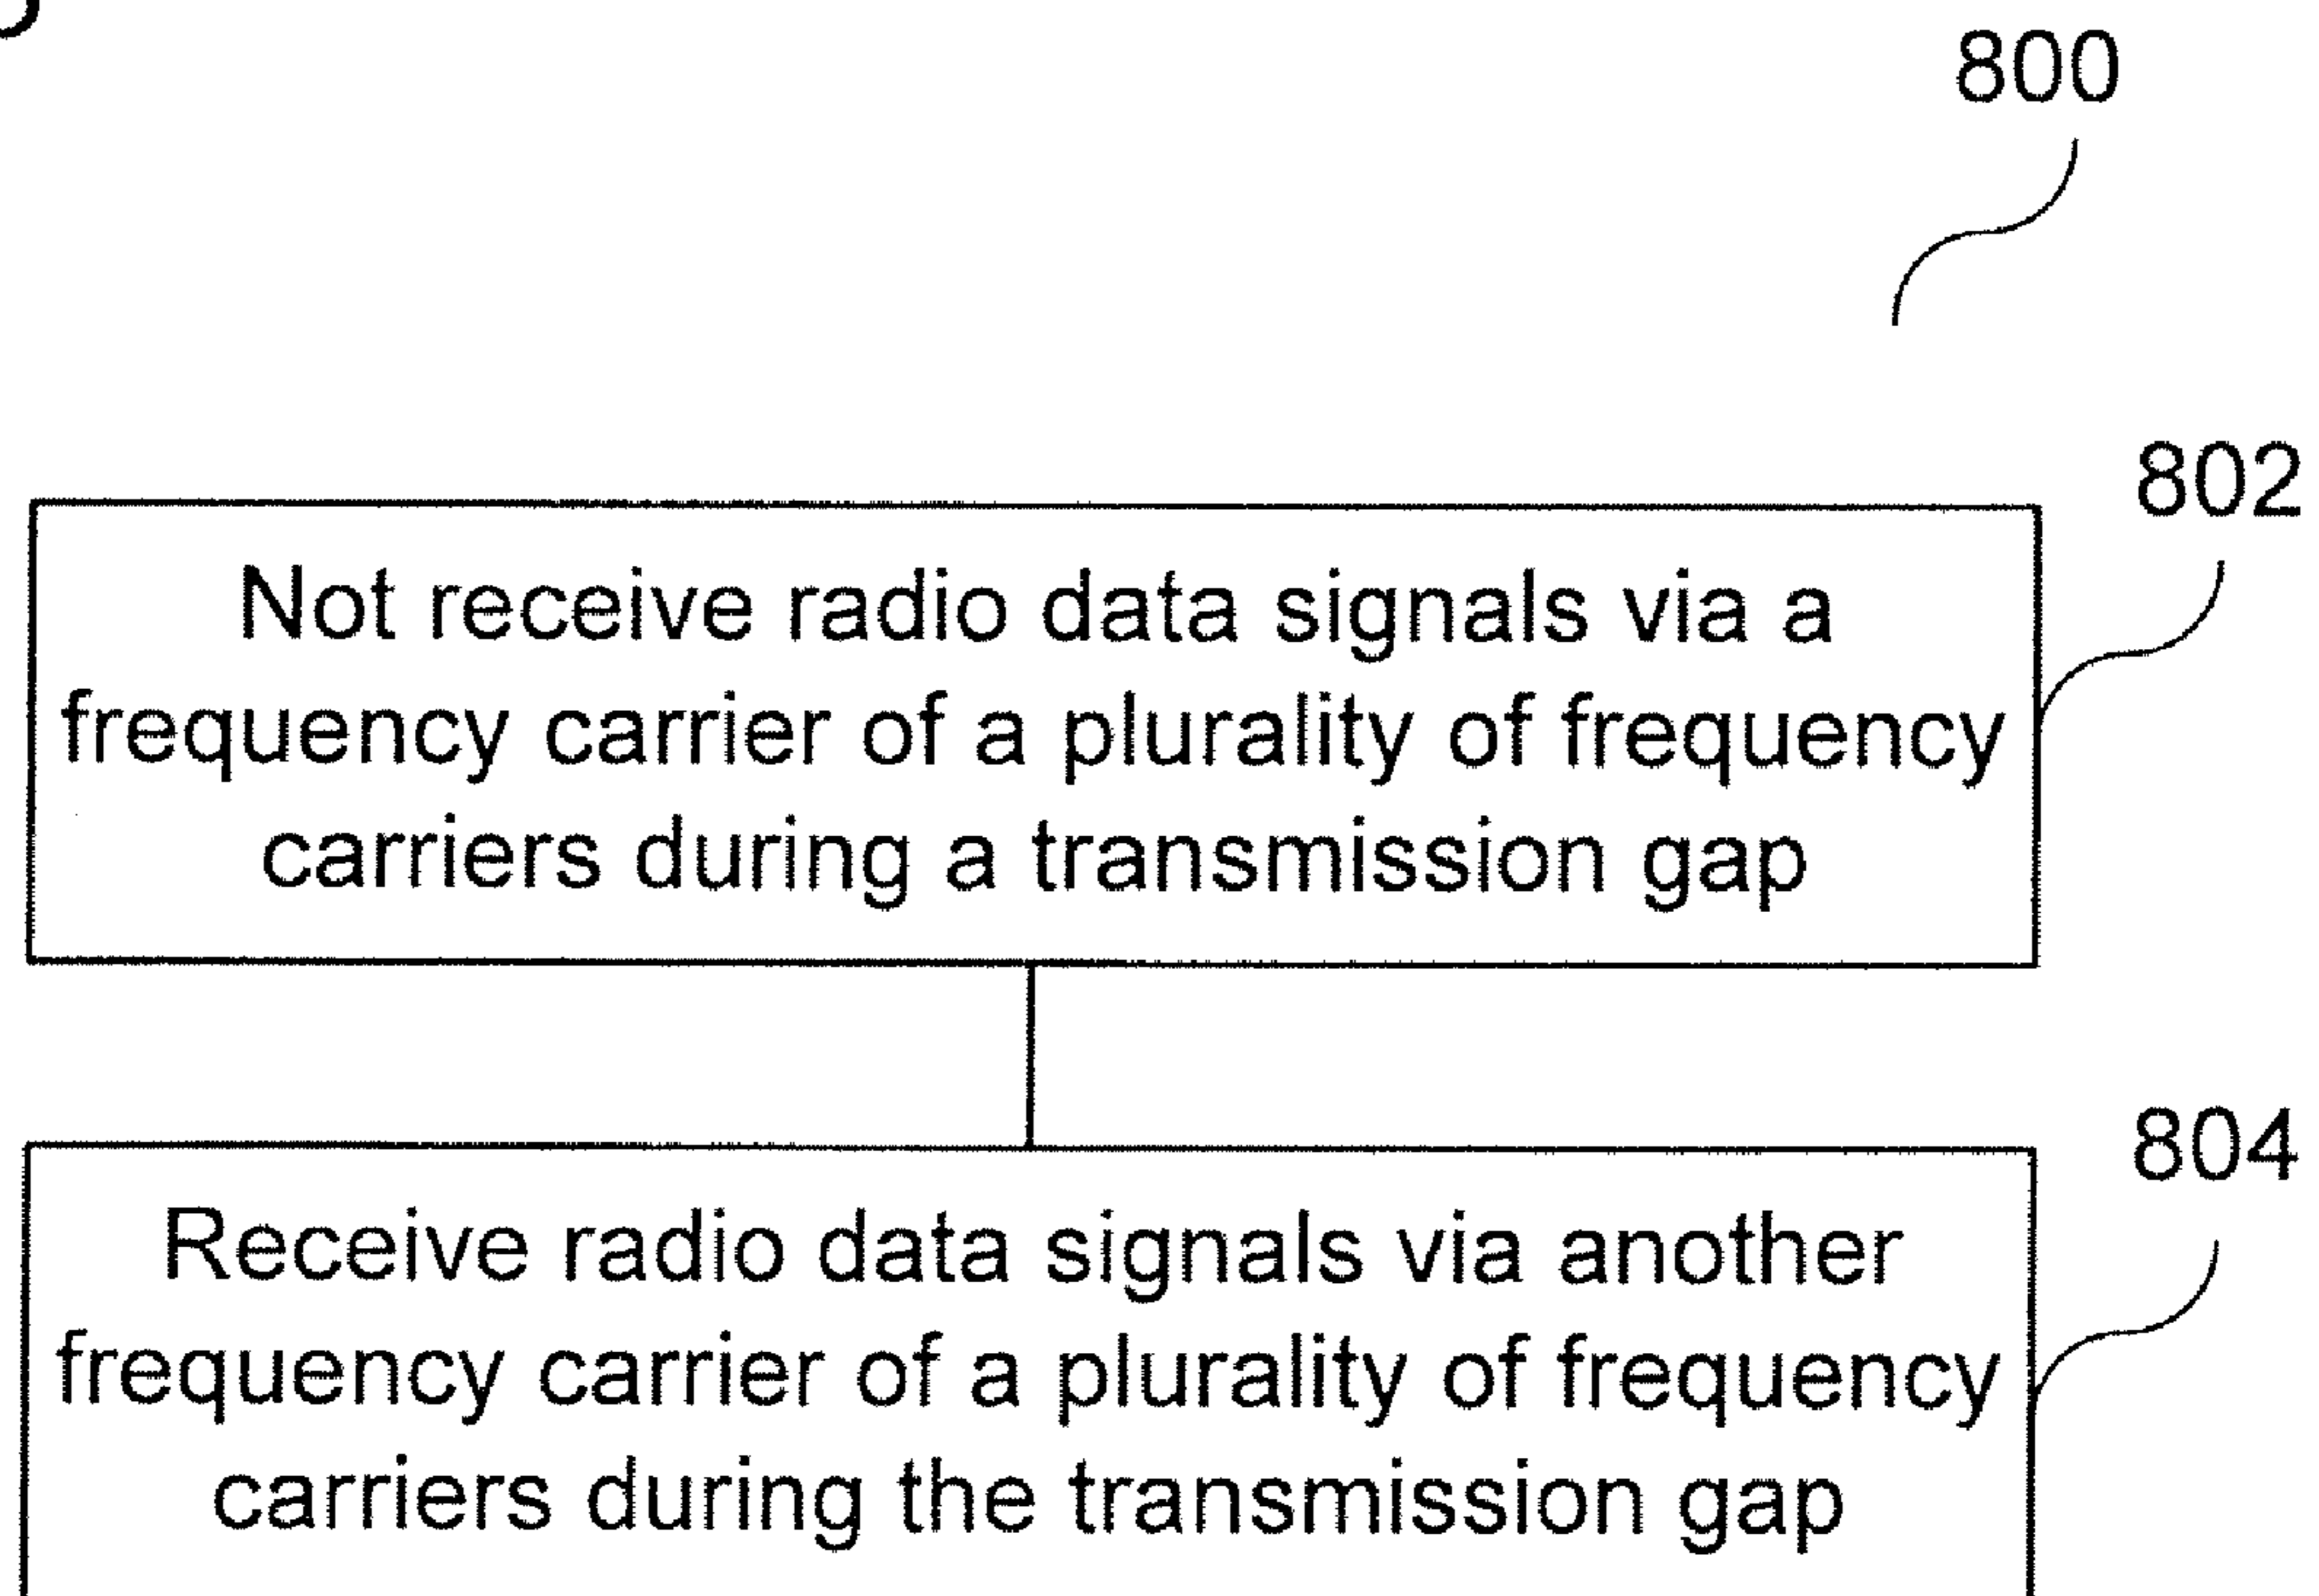 800
802
Not receive radio data signals via a
frequency carrier of a plurality of frequency
carriers during a transmission gap
804
Receive radio data signals via another
frequency carrier of a plurality of frequency
carriers during the transmission gap